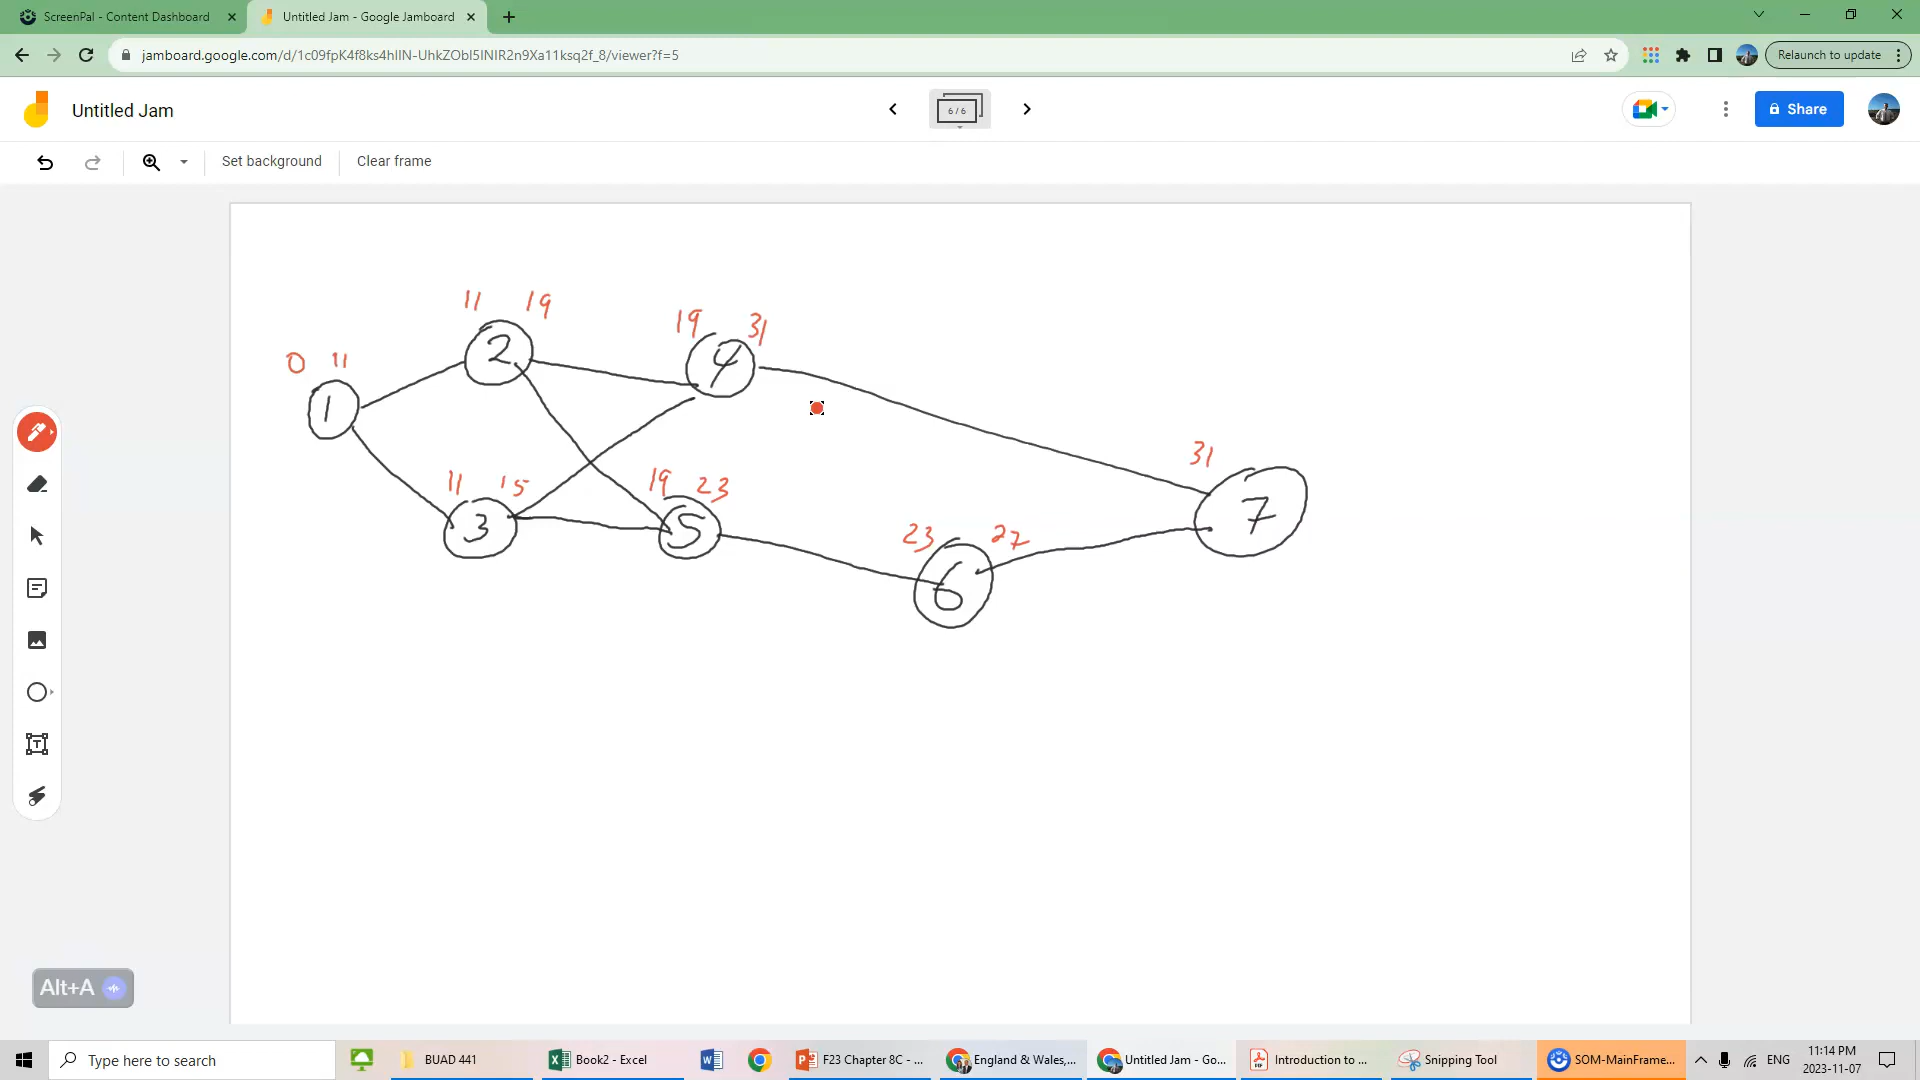 ScreenPal - Content Dashboard
Untitled Jam - Google Jamboard
jamboard.google.com/d/1c09fpK4f8ks4hIIN-UhkZObI5INIR2n9Xa11ksq2f_8/viewer?f=5
Relaunch to update
Untitled Jam
6 / 6
Share
Set background
Clear frame
11 19
19 31
0 11
2
4
1
31
11 15
19 23
7
3
5
23 27
6
Alt+A
Type here to search
BUAD 441
Book2 - Excel
F23 Chapter 8C - ...
England & Wales,...
Untitled Jam - Go...
Introduction to ...
Snipping Tool
SOM-MainFrame...
ENG
11:14 PM
2023-11-07